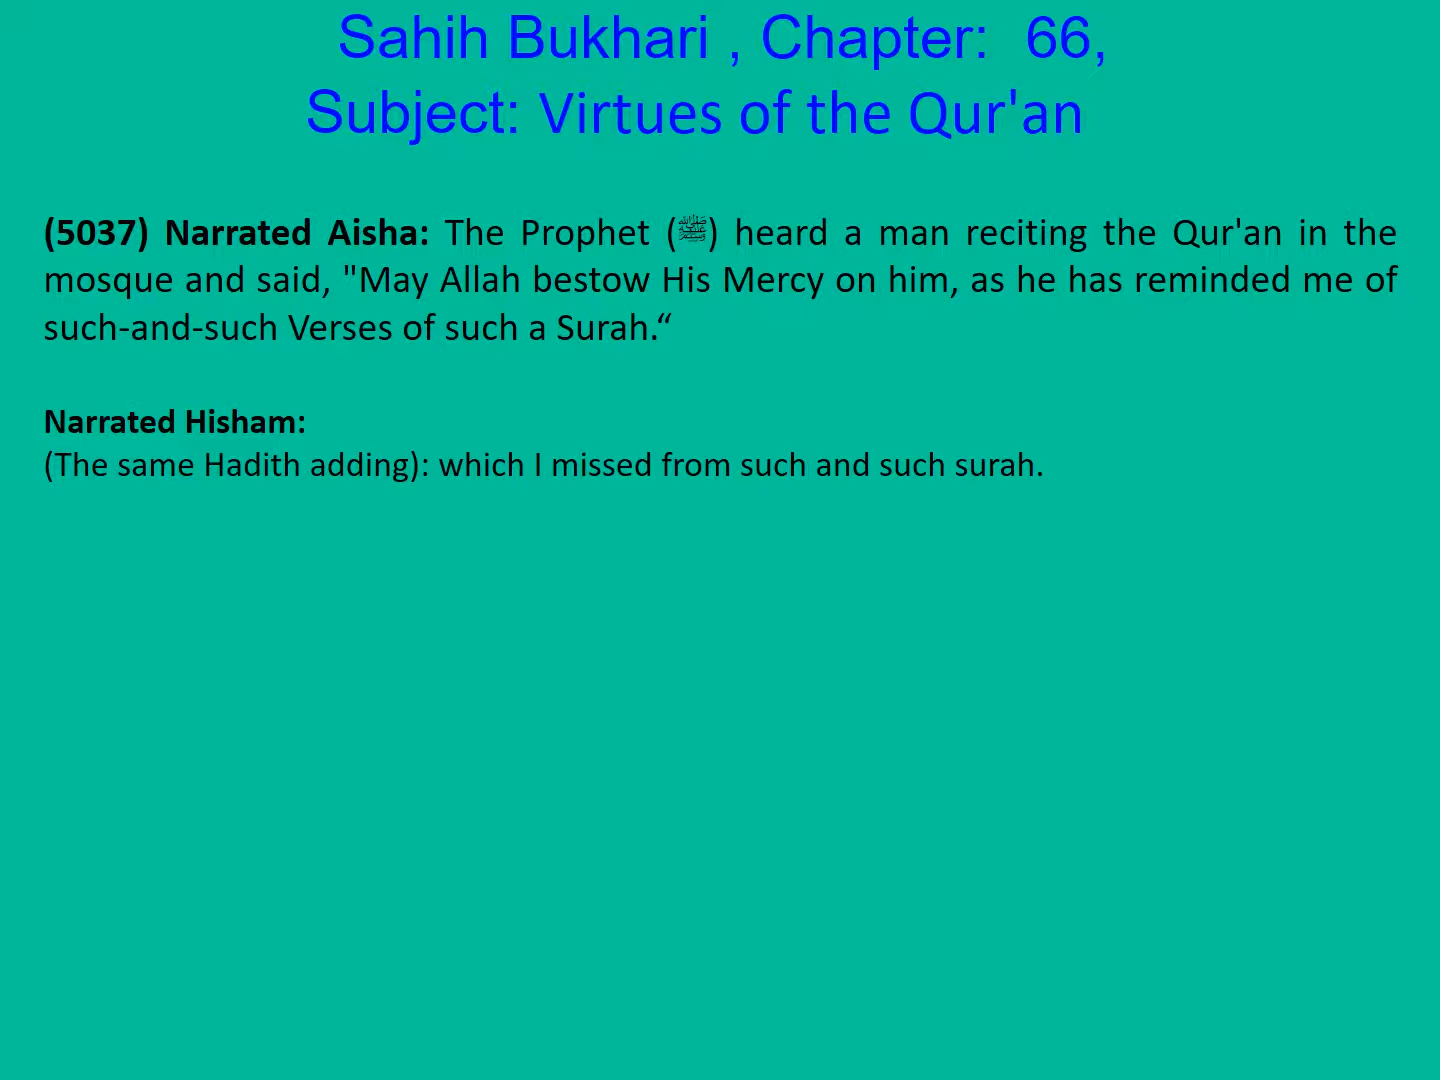 Sahih Bukhari , Chapter:  66,
Subject: Virtues of the Qur'an
(5037) Narrated Aisha: The Prophet (ﷺ) heard a man reciting the Qur'an in the
mosque and said, "May Allah bestow His Mercy on him, as he has reminded me of
such-and-such Verses of such a Surah.“
Narrated Hisham:
(The same Hadith adding): which I missed from such and such surah.